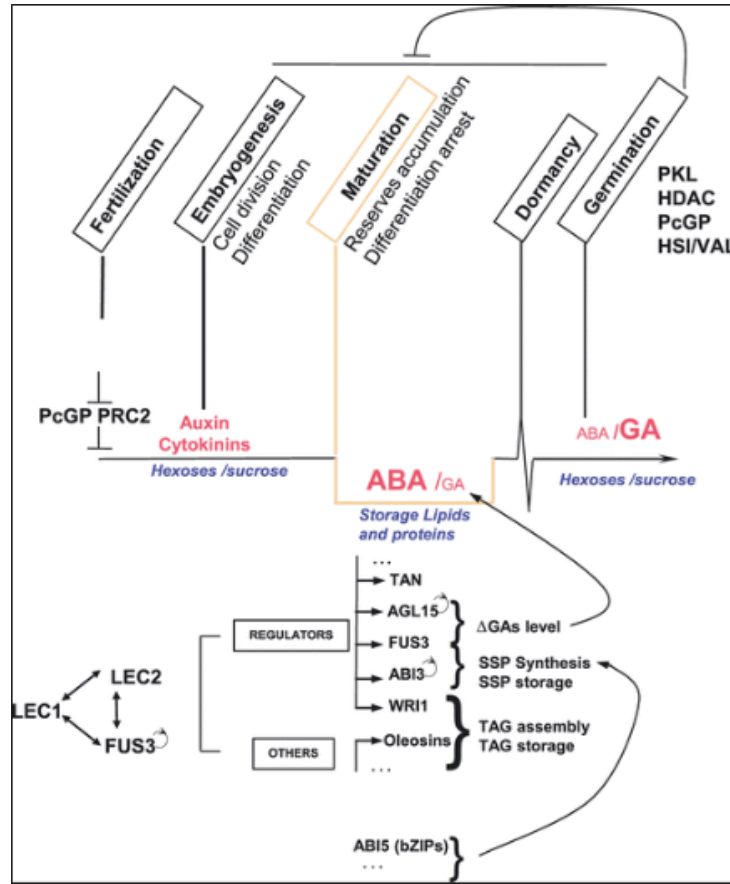 Fertilization
Embryogenesis
Cell division
Differentiation
Maturation
Reserves accumulation
Differentiation arrest
Dormancy
Germination
PKL
HDAC
PcGP
HSI/VAL
PcGP PRC2
Auxin
Cytokinins
Hexoses /sucrose
ABA /GA
Storage Lipids
and proteins
ABA /GA
Hexoses /sucrose
...
TAN
AGL15
FUS3
ABI3
WRI1
Oleosins
...
REGULATORS
OTHERS
LEC1
LEC2
FUS3
ΔGAs level
SSP Synthesis
SSP storage
TAG assembly
TAG storage
ABI5 (bZIPs)
...